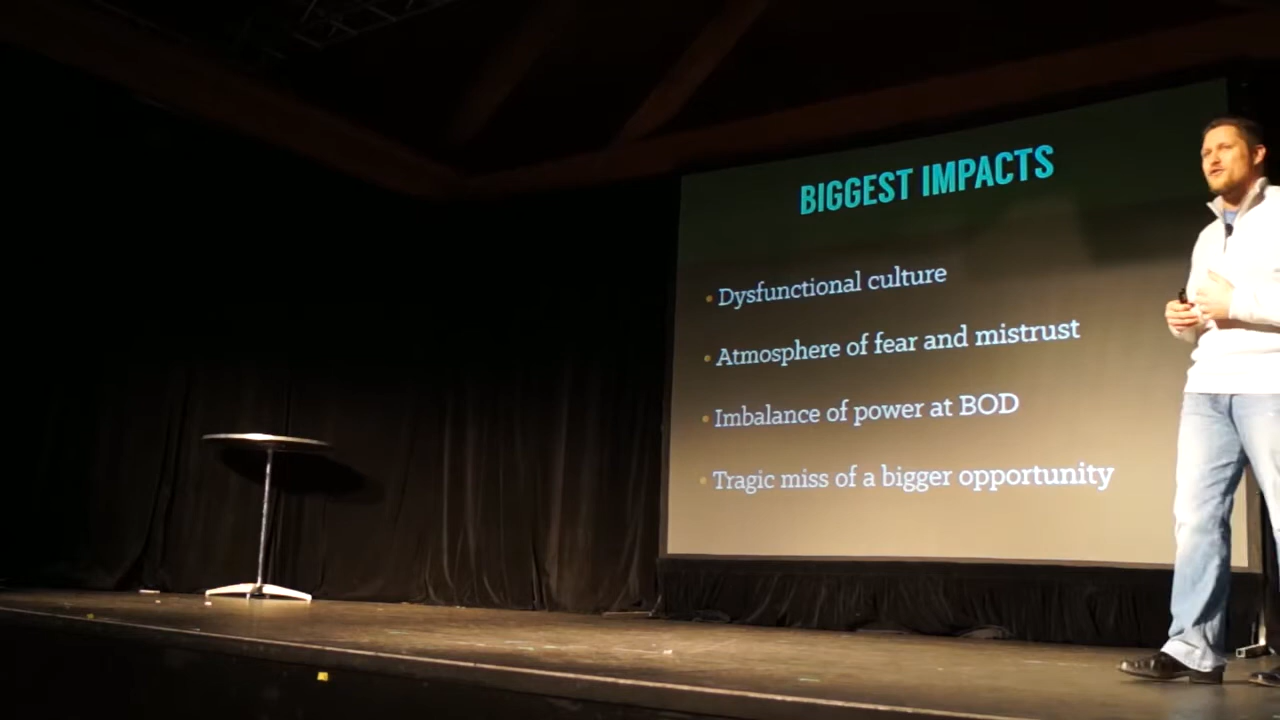 BIGGEST IMPACTS
• Dysfunctional culture
• Atmosphere of fear and mistrust
• Imbalance of power at BOD
• Tragic miss of a bigger opportunity